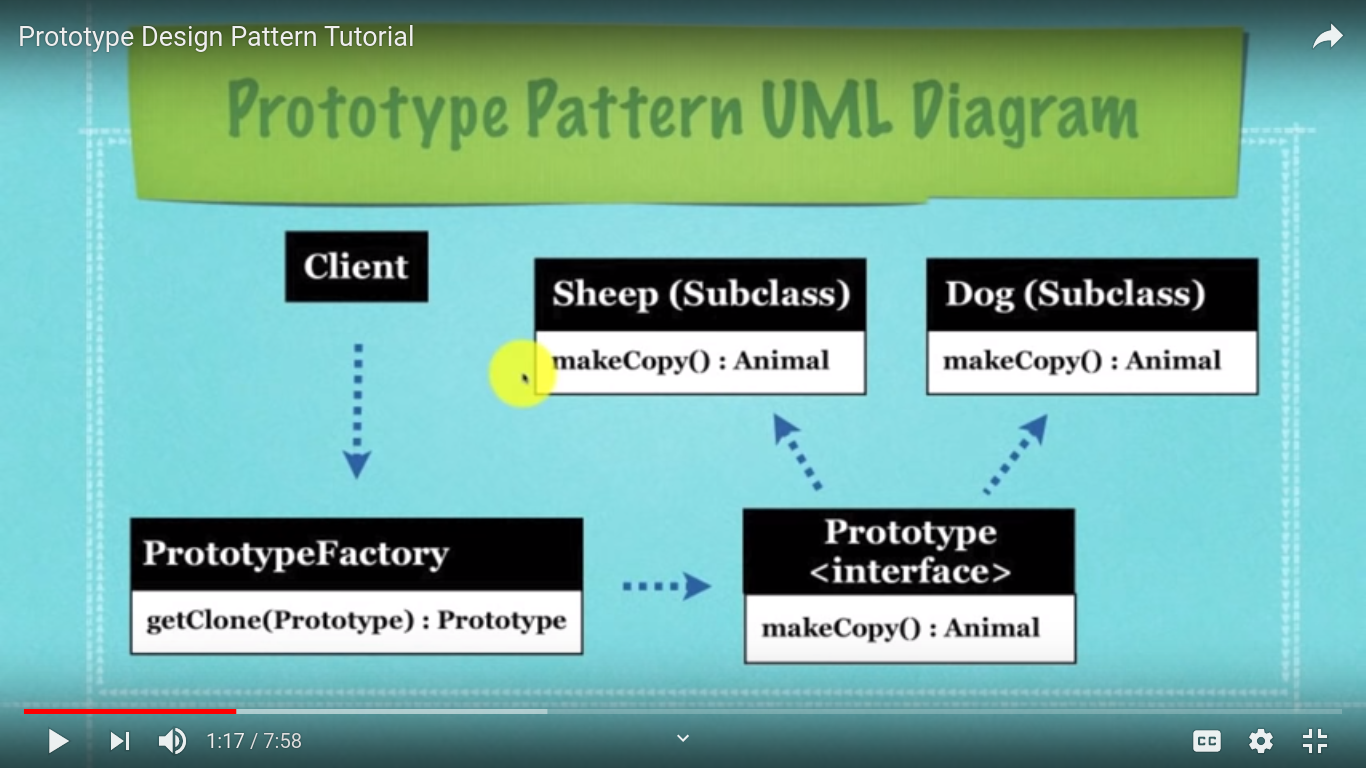 Prototype Design Pattern Tutorial
Prototype Pattern UML Diagram
Client
Sheep (Subclass)
makeCopy() : Animal
Dog (Subclass)
makeCopy() : Animal
PrototypeFactory
getClone(Prototype) : Prototype
Prototype
<interface>
makeCopy() : Animal
1:17 / 7:58
CC